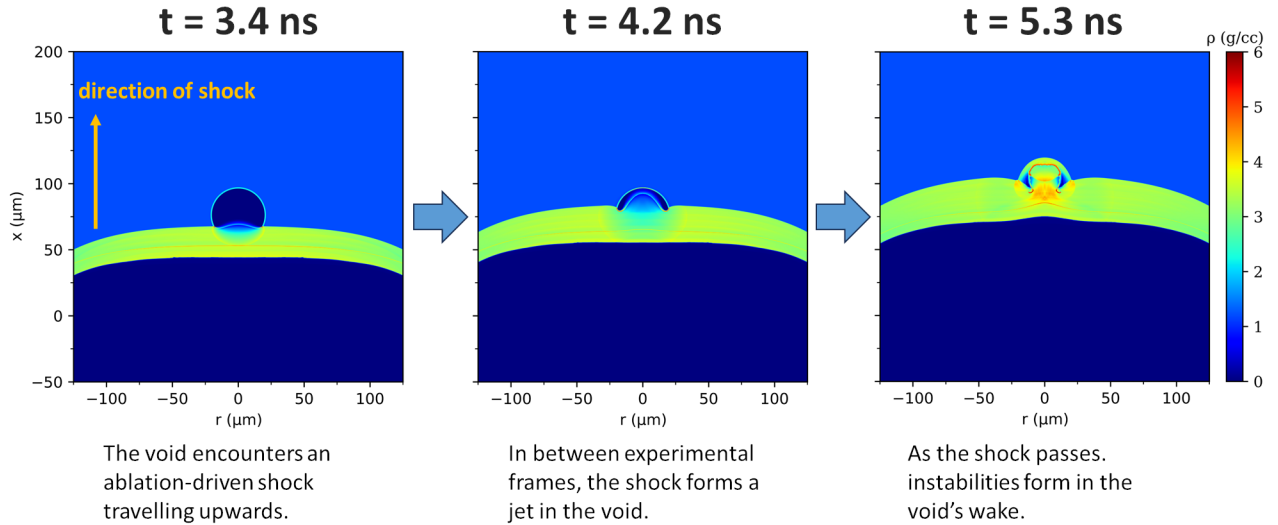 t = 3.4 ns
t = 4.2 ns
t = 5.3 ns
ρ (g/cc)
direction of shock
x (μm)
200
150
100
50
0
−50
−100
−50
0
50
100
r (μm)
−100
−50
0
50
100
r (μm)
−100
−50
0
50
100
r (μm)
6
5
4
3
2
1
0
The void encounters an
ablation-driven shock
travelling upwards.
In between experimental
frames, the shock forms a
jet in the void.
As the shock passes.
instabilities form in the
void's wake.